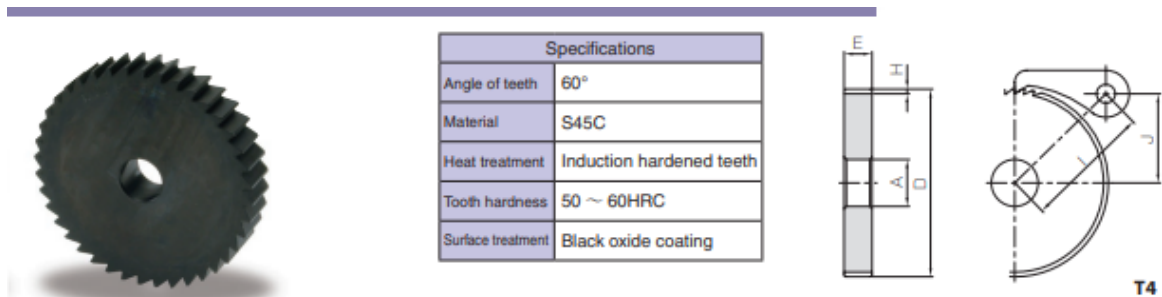 Specifications
Angle of teeth 60°
Material S45C
Heat treatment Induction hardened teeth
Tooth hardness 50 ～ 60HRC
Surface treatment Black oxide coating
E
H
A
D
I
J
T4